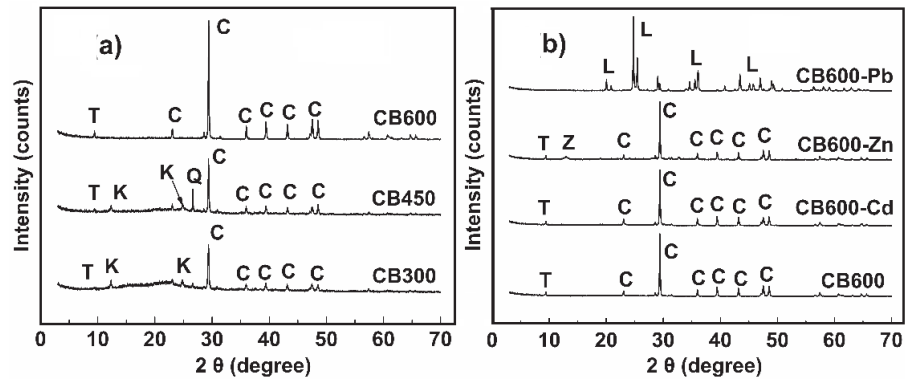 a)
C
T C C C C C
CB600
C
T K K Q C C C C
CB450
C
T K K C C C C
CB300
Intensity (counts)
0 10 20 30 40 50 60 70
2 θ (degree)
b)
L
L L L
CB600-Pb
C
T Z C C C C C
CB600-Zn
C
T C C C C C
CB600-Cd
C
T C C C C C
CB600
Intensity (counts)
0 10 20 30 40 50 60 70
2 θ (degree)